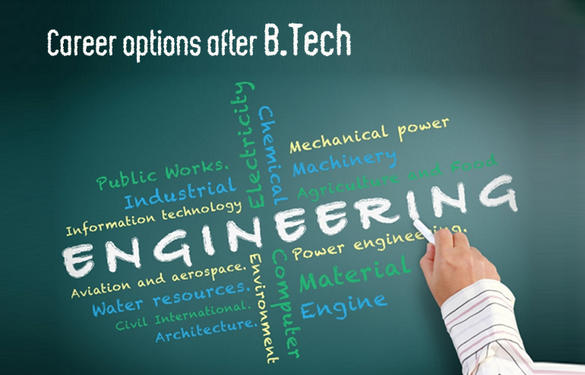 Career options after B.Tech
Electricity
Chemical
Mechanical power
Public Works.
Machinery
Industrial
Agriculture and Food
Information technology
ENGINEERING
Power engineering.
Aviation and aerospace.
Environment
Computer
Material
Water resources.
Engine
Civil International.
Architecture.